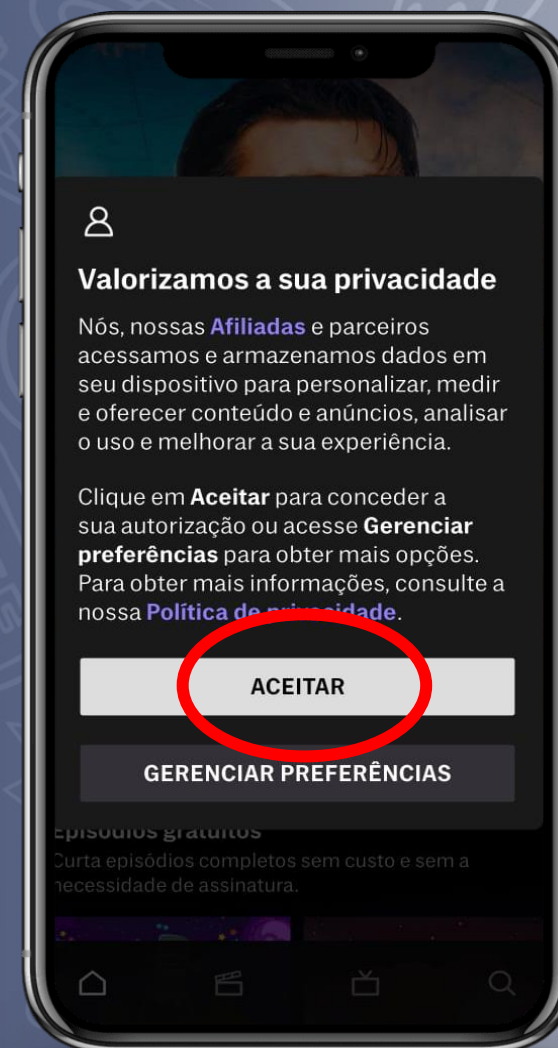 Valorizamos a sua privacidade
Nós, nossas Afiliadas e parceiros
acessamos e armazenamos dados em
seu dispositivo para personalizar, medir
e oferecer conteúdo e anúncios, analisar
o uso e melhorar a sua experiência.
Clique em Aceitar para conceder a
sua autorização ou acesse Gerenciar
preferências para obter mais opções.
Para obter mais informações, consulte a
nossa Política de privacidade.
ACEITAR
GERENCIAR PREFERÊNCIAS
Episódios gratuitos
Curta episódios completos sem custo e sem a
necessidade de assinatura.